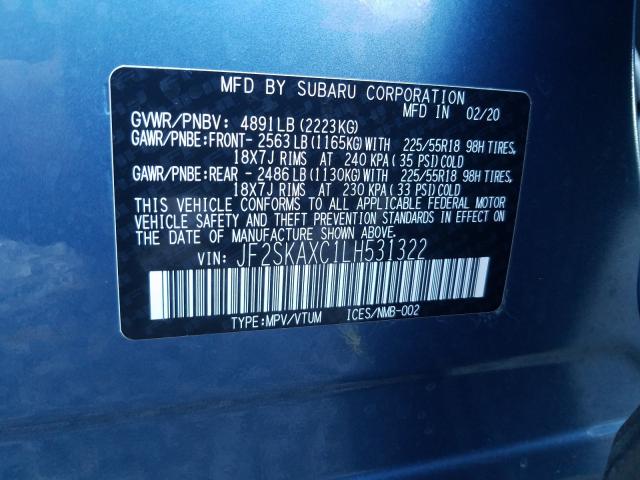 MFD BY SUBARU CORPORATION
MFD IN 02/20
GVWR/PNBV: 4891LB(2223KG)
GAWR/PNBE:FRONT- 2563LB(1165KG)WITH 225/55R18 98H TIRES,
18X7J RIMS AT 240 KPA(35 PSI)COLD
GAWR/PNBE:REAR - 2486LB(1130KG)WITH 225/55R18 98H TIRES,
18X7J RIMS AT 230 KPA(33 PSI)COLD
THIS VEHICLE CONFORMS TO ALL APPLICABLE FEDERAL MOTOR
VEHICLE SAFETY AND THEFT PREVENTION STANDARDS IN EFFECT ON
THE DATE OF MANUFACTURE SHOWN ABOVE.
VIN: JF2SKAXC1LH531322
TYPE:MPV/VTUM ICES/NMB-002